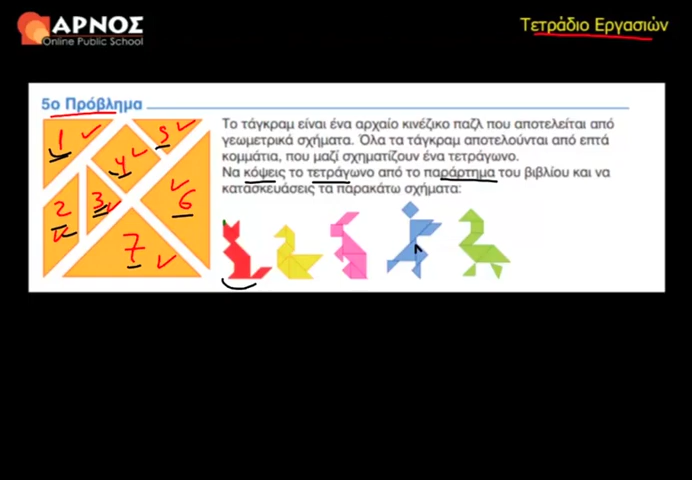 ΑΡΝΟΣ
Online Public School
Τετράδιο Εργασιών
5ο Πρόβλημα
Το τάγκραμ είναι ένα αρχαίο κινέζικο παζλ που αποτελείται από
γεωμετρικά σχήματα. Όλα τα τάγκραμ αποτελούνται από επτά
κομμάτια, που μαζί σχηματίζουν ένα τετράγωνο.
Να κόψεις το τετράγωνο από το παράρτημα του βιβλίου και να
κατασκευάσεις τα παρακάτω σχήματα:
1
5
4
2
3
6
7